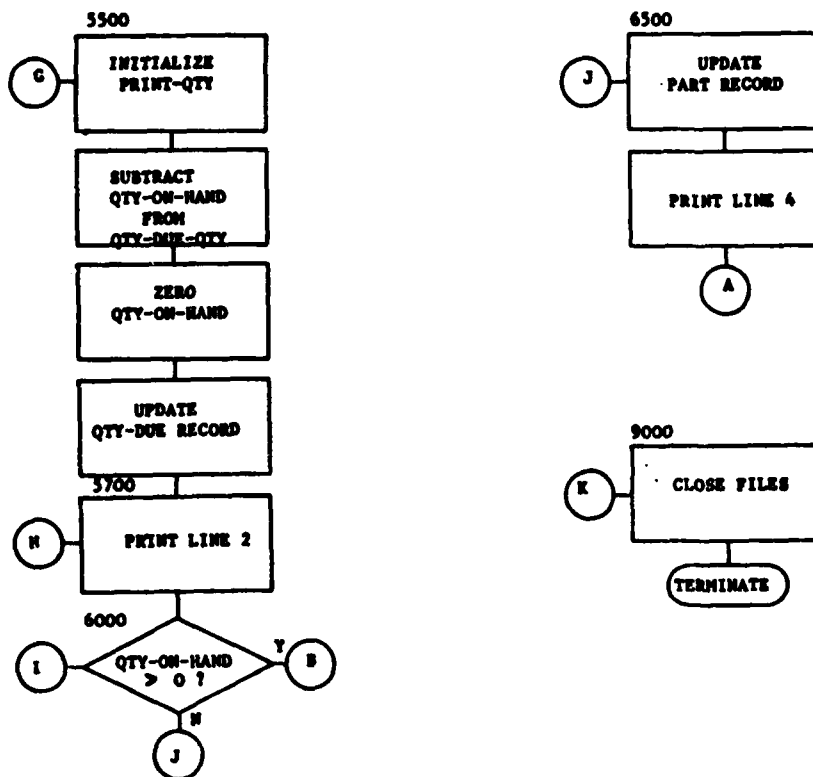 5500
G
INITIALIZE
PRINT-QTY
SUBTRACT
QTY-ON-HAND
FROM
QTY-DUE-QTY
ZERO
QTY-ON-HAND
UPDATE
QTY-DUE RECORD
5700
H
PRINT LINE 2
6000
I
QTY-ON-HAND
> 0 ?
Y
B
N
J
6500
J
UPDATE
PART RECORD
PRINT LINE 4
A
9000
K
CLOSE FILES
TERMINATE